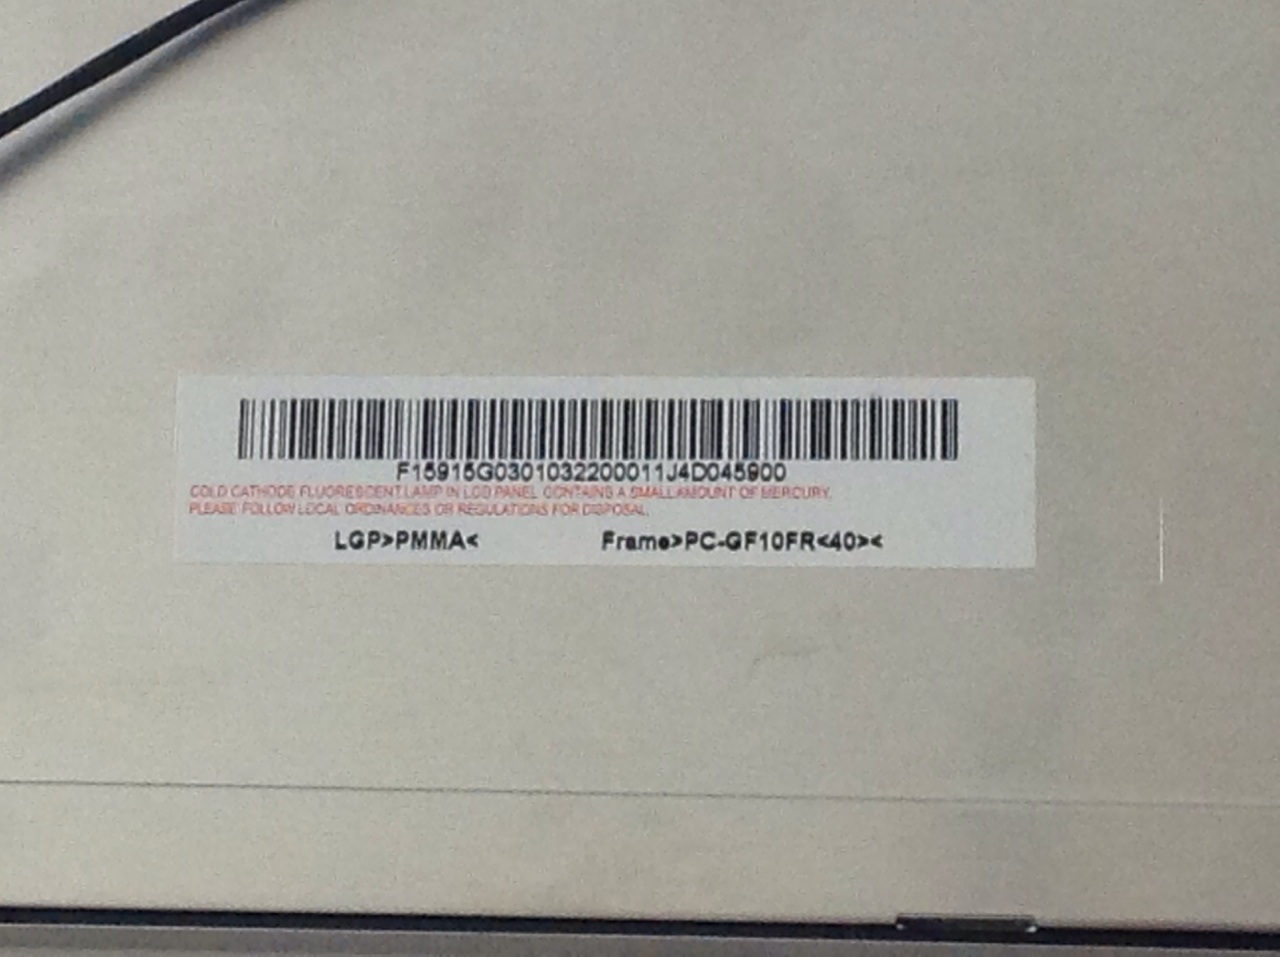 F15915G0301032200011J4D045900
COLD CATHODE FLUORESCENT LAMP IN LCD PANEL CONTAINS A SMALL AMOUNT OF MERCURY.
PLEASE FOLLOW LOCAL ORDINANCES OR REGULATIONS FOR DISPOSAL.
LGP>PMMA< Frame>PC-GF10FR<40><